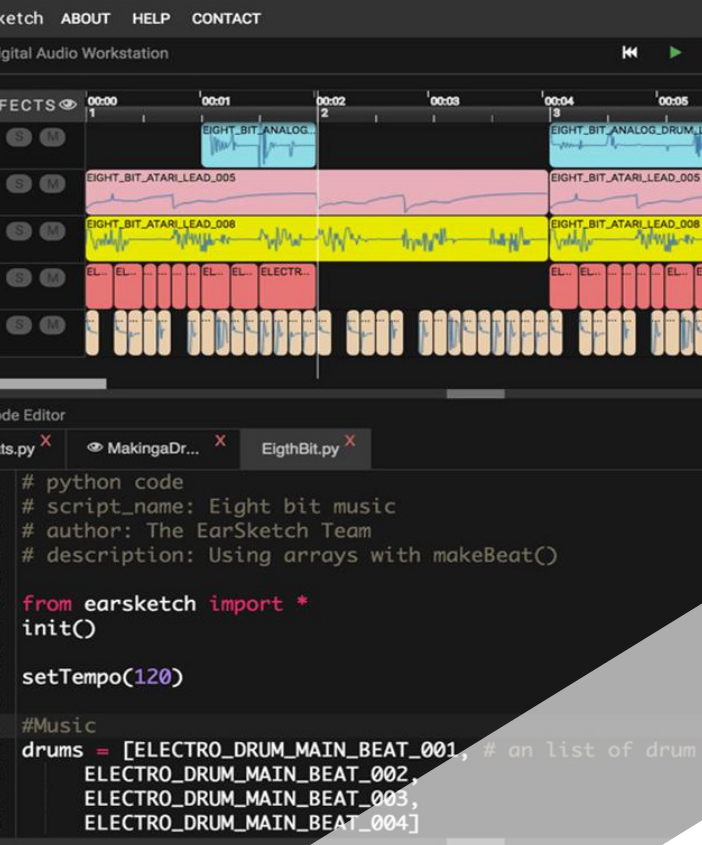 ketch ABOUT HELP CONTACT
igital Audio Workstation
FECTS 00:00 00:01 00:02 00:03 00:04 00:05
1 2 3
S M EIGHT_BIT_ANALOG... EIGHT_BIT_ANALOG_DRUM_L
S M EIGHT_BIT_ATARI_LEAD_005 EIGHT_BIT_ATARI_LEAD_005
S M EIGHT_BIT_ATARI_LEAD_008 EIGHT_BIT_ATARI_LEAD_008
S M EL... EL... EL... EL... ELECTR... EL... EL... EL... E
S M
ode Editor
ts.py X MakingaDr... X EigthBit.py X
# python code
# script_name: Eight bit music
# author: The EarSketch Team
# description: Using arrays with makeBeat()
from earsketch import *
init()
setTempo(120)
#Music
drums = [ELECTRO_DRUM_MAIN_BEAT_001, # an list of drum
ELECTRO_DRUM_MAIN_BEAT_002,
ELECTRO_DRUM_MAIN_BEAT_003,
ELECTRO_DRUM_MAIN_BEAT_004]